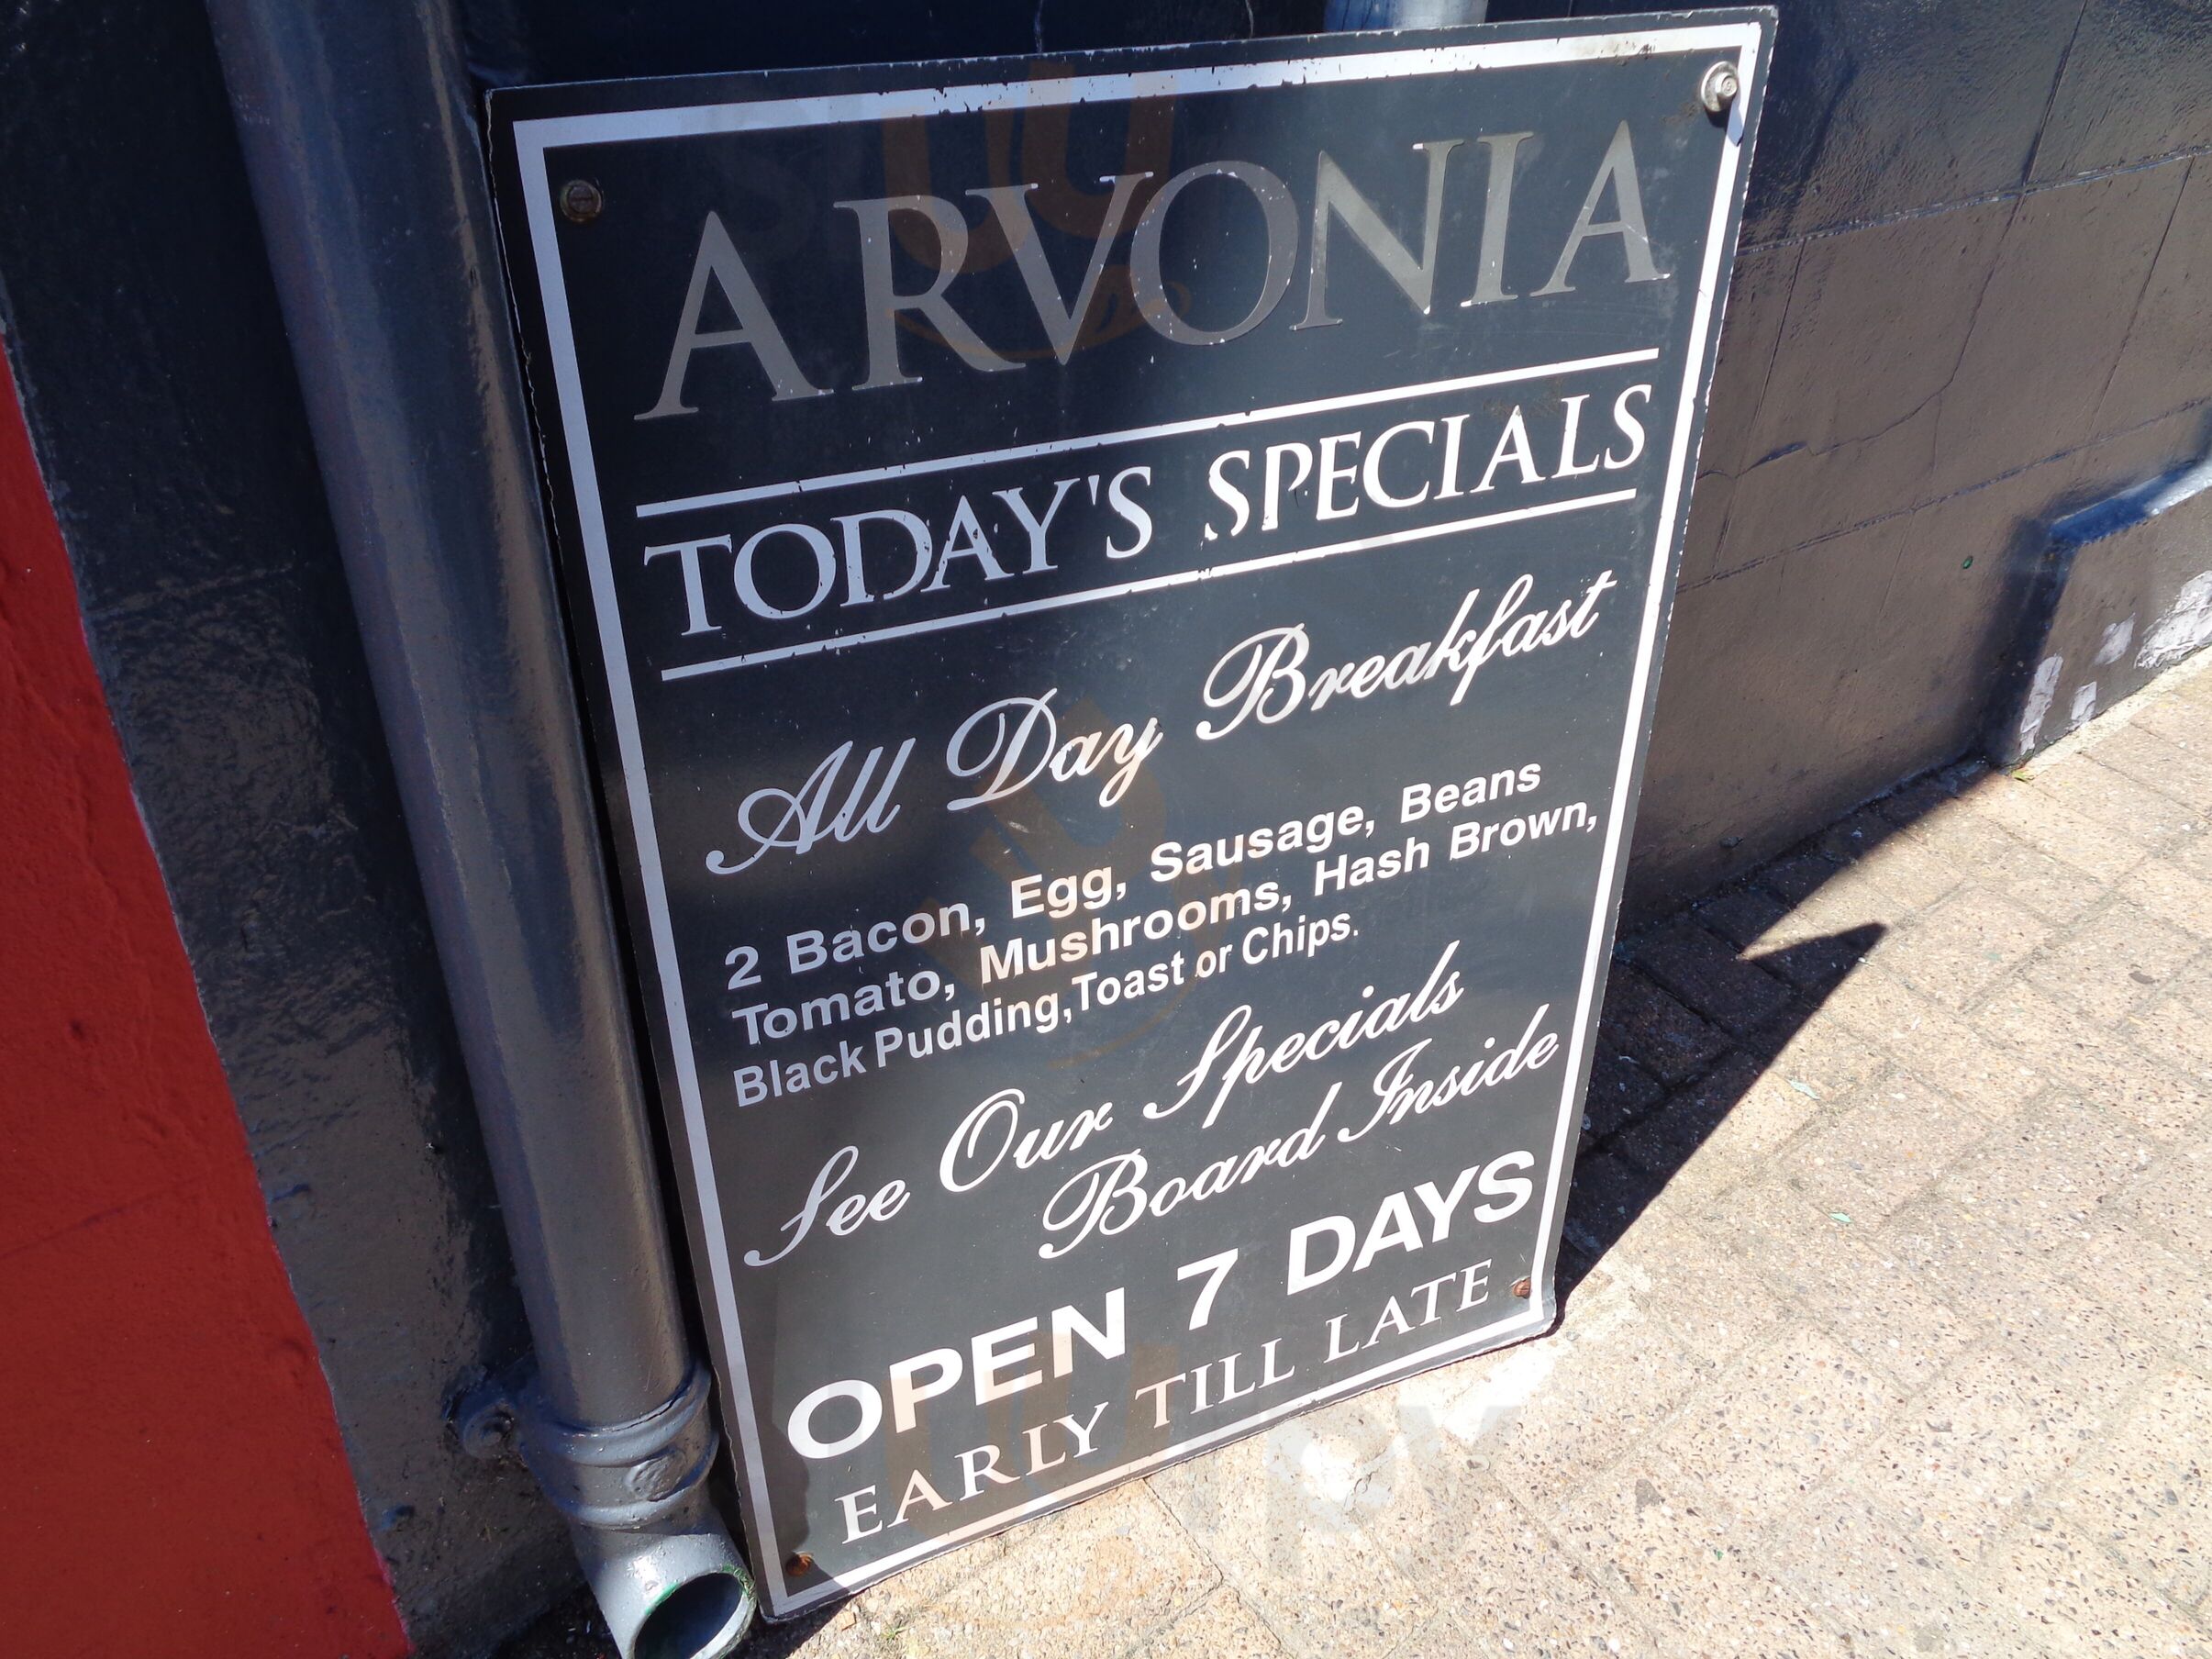 ARVONIA
TODAY'S SPECIALS
All Day Breakfast
2 Bacon, Egg, Sausage, Beans
Tomato, Mushrooms, Hash Brown,
Black Pudding, Toast or Chips.
See Our Specials
Board Inside
OPEN 7 DAYS
EARLY TILL LATE